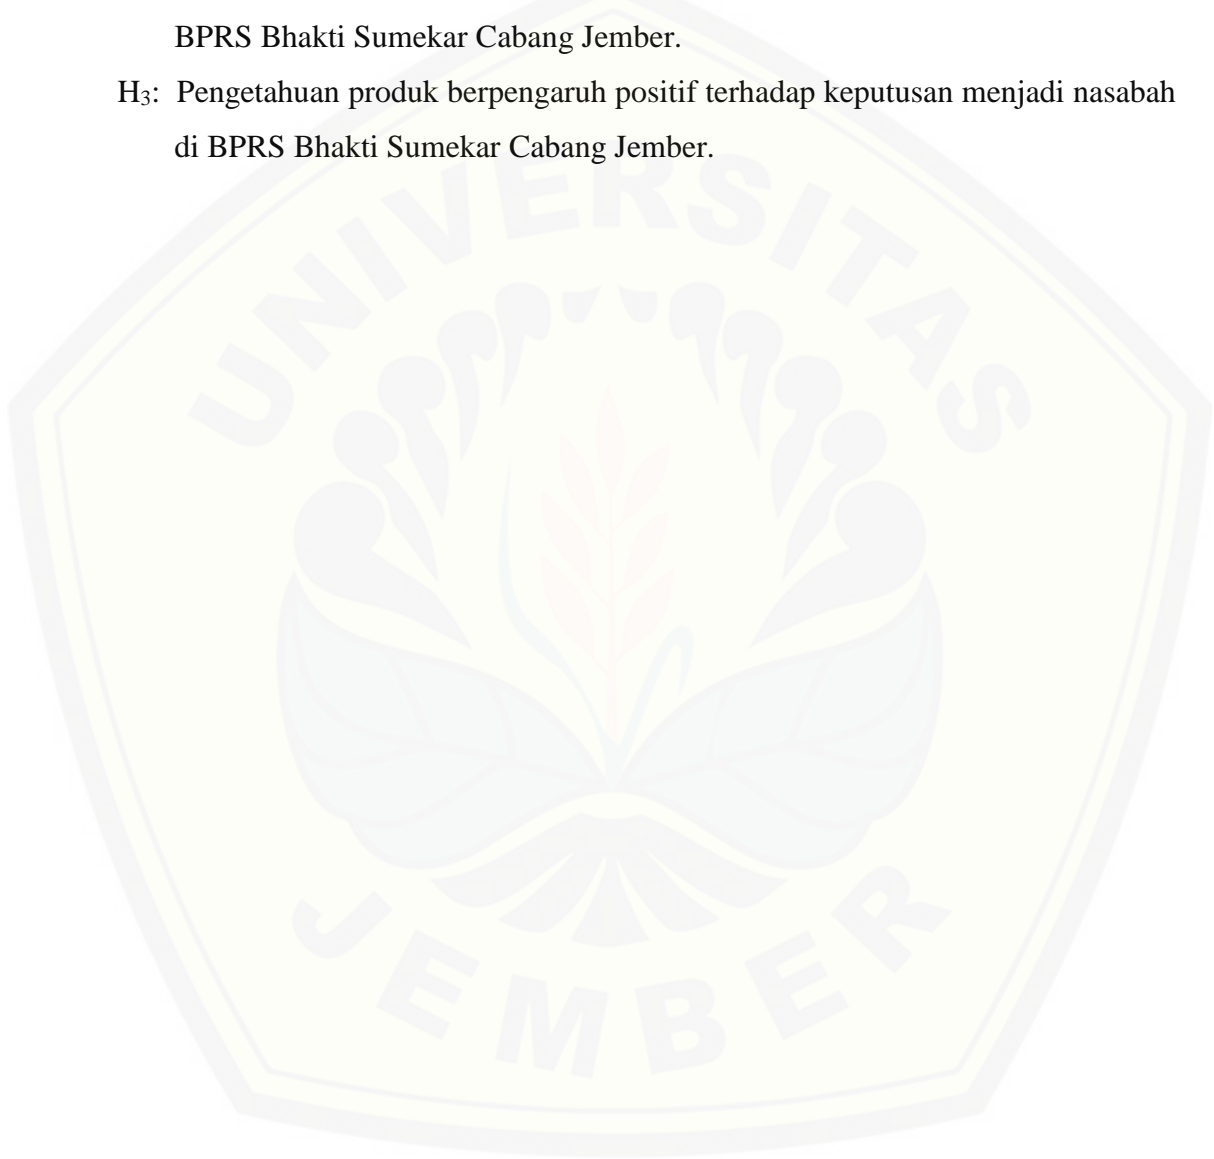 BPRS Bhakti Sumekar Cabang Jember.
H₃: Pengetahuan produk berpengaruh positif terhadap keputusan menjadi nasabah
di BPRS Bhakti Sumekar Cabang Jember.
UNIVERSITAS
JEMBER